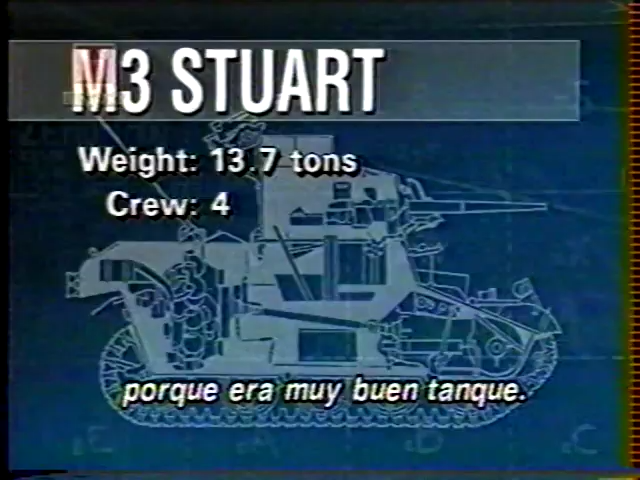 M3 STUART
Weight: 13.7 tons
Crew: 4
porque era muy buen tanque.